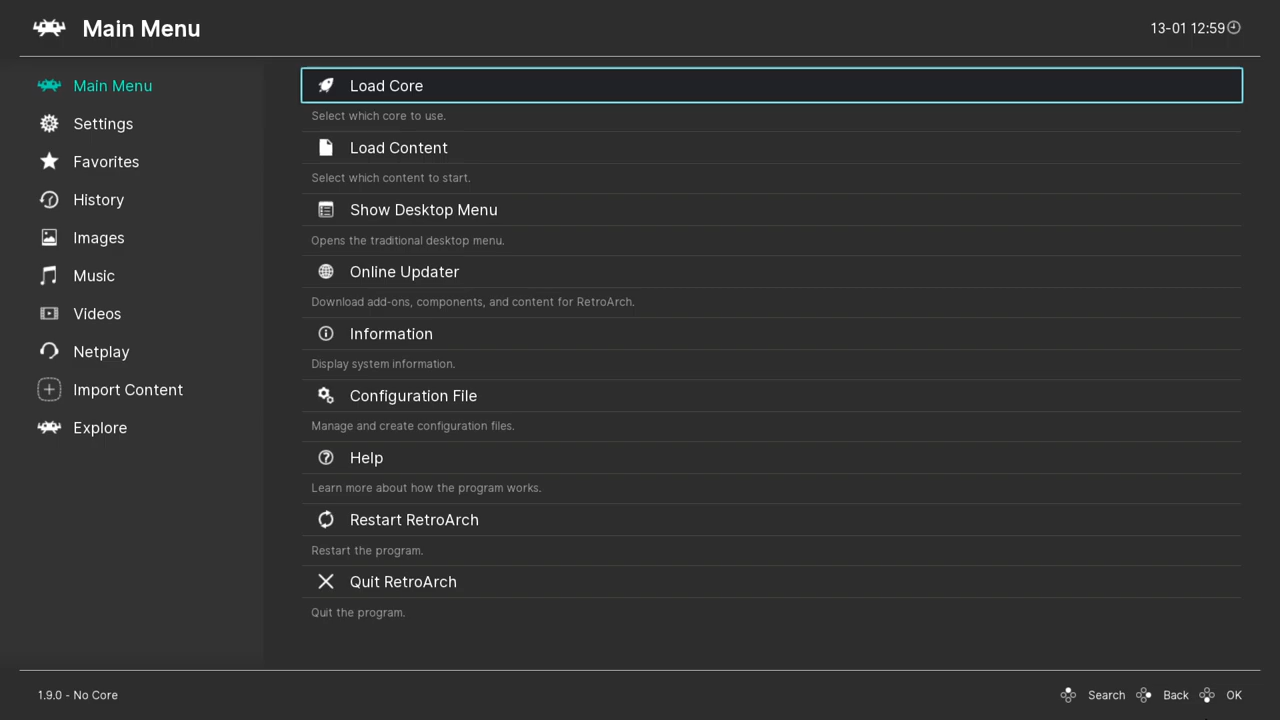 Main Menu
13-01 12:59
Main Menu
Settings
Favorites
History
Images
Music
Videos
Netplay
Import Content
Explore
Load Core
Select which core to use.
Load Content
Select which content to start.
Show Desktop Menu
Opens the traditional desktop menu.
Online Updater
Download add-ons, components, and content for RetroArch.
Information
Display system information.
Configuration File
Manage and create configuration files.
Help
Learn more about how the program works.
Restart RetroArch
Restart the program.
Quit RetroArch
Quit the program.
1.9.0 - No Core
Search Back OK